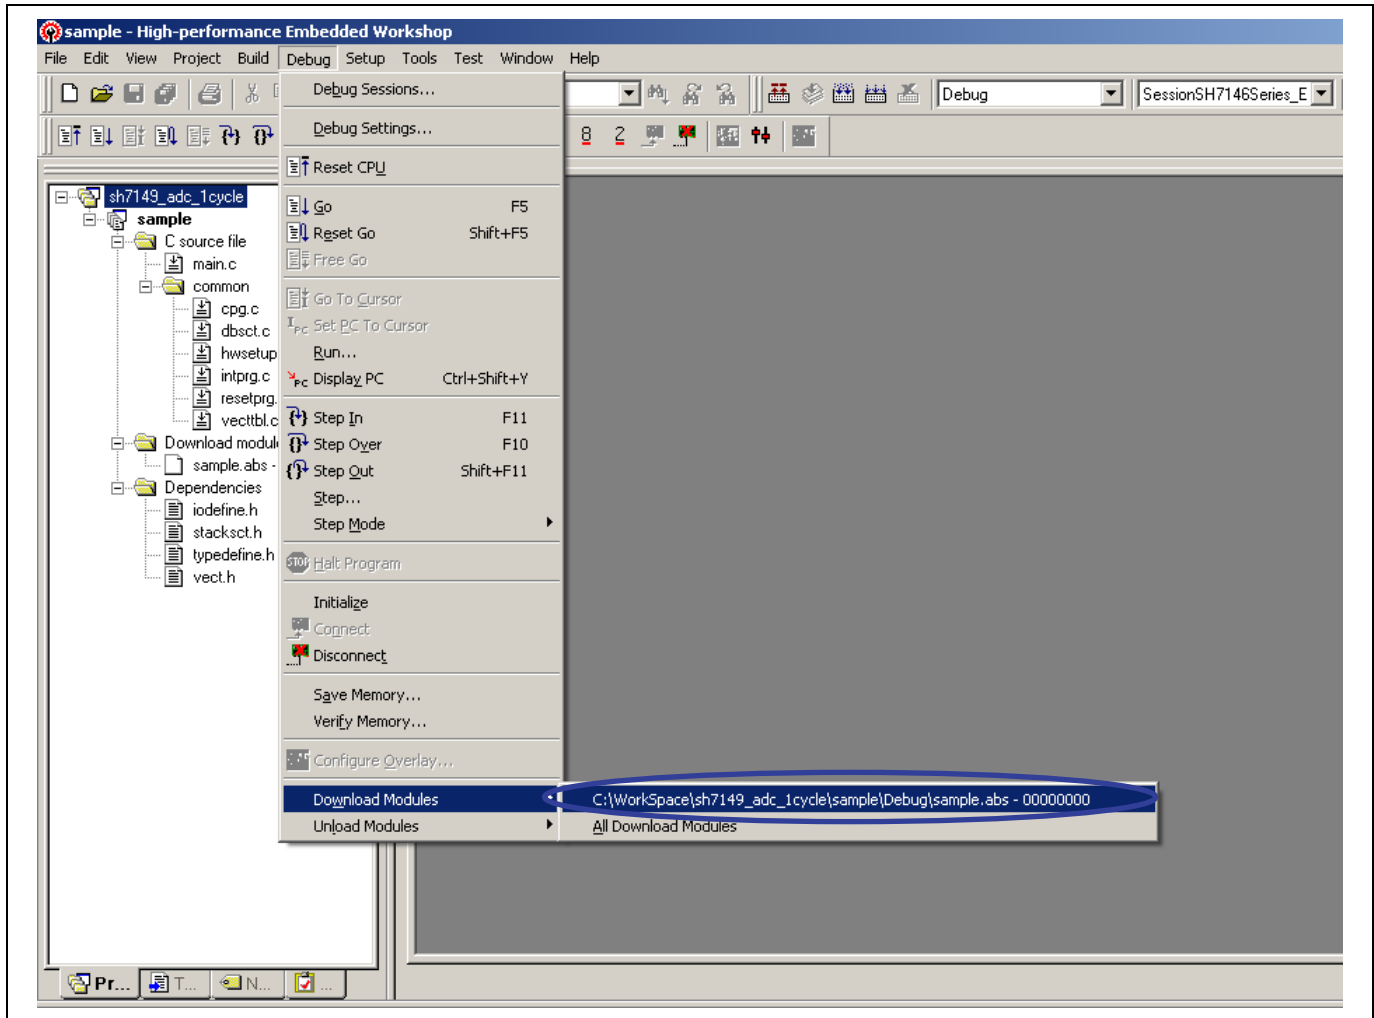 sample - High-performance Embedded Workshop
File Edit View Project Build Debug Setup Tools Test Window Help
Debug
SessionSH7146Series_E
Debug Sessions...
Debug Settings...
Reset CPU
Go F5
Reset Go Shift+F5
Free Go
Go To Cursor
Set PC To Cursor
Run...
Display PC Ctrl+Shift+Y
Step In F11
Step Over F10
Step Out Shift+F11
Step...
Step Mode
Halt Program
Initialize
Connect
Disconnect
Save Memory...
Verify Memory...
Configure Overlay...
Download Modules
Unload Modules
C:\WorkSpace\sh7149_adc_1cycle\sample\Debug\sample.abs - 00000000
All Download Modules
sh7149_adc_1cycle
sample
C source file
main.c
common
cpg.c
dbsct.c
hwsetup
intprg.c
resetprg.
vecttbl.c
Download modul
sample.abs -
Dependencies
iodefine.h
stacksct.h
typedefine.h
vect.h
Pr... T... N... ...